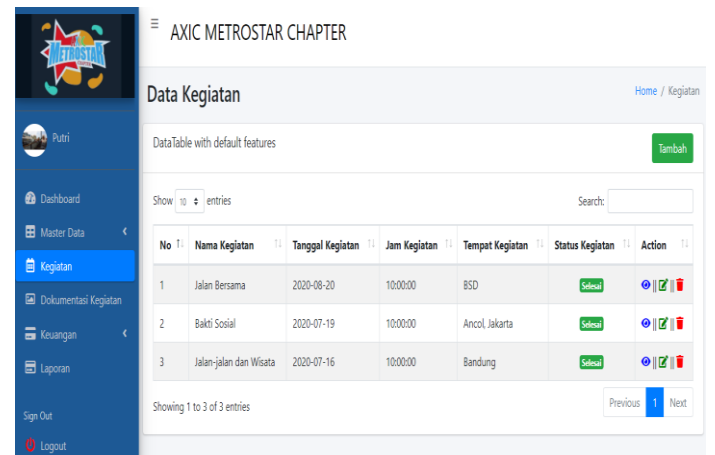 METROSTAR
AXIC METROSTAR CHAPTER
Data Kegiatan
Home / Kegiatan
Putri
DataTable with default features
Tambah
Dashboard
Show 10 entries
Search:
Master Data
No Nama Kegiatan Tanggal Kegiatan Jam Kegiatan Tempat Kegiatan Status Kegiatan Action
Kegiatan
1 Jalan Bersama 2020-08-20 10:00:00 BSD Selesai || ||
Dokumentasi Kegiatan
2 Bakti Sosial 2020-07-19 10:00:00 Ancol, Jakarta Selesai || ||
Keuangan
3 Jalan-jalan dan Wisata 2020-07-16 10:00:00 Bandung Selesai || ||
Laporan
Showing 1 to 3 of 3 entries
Previous 1 Next
Sign Out
Logout